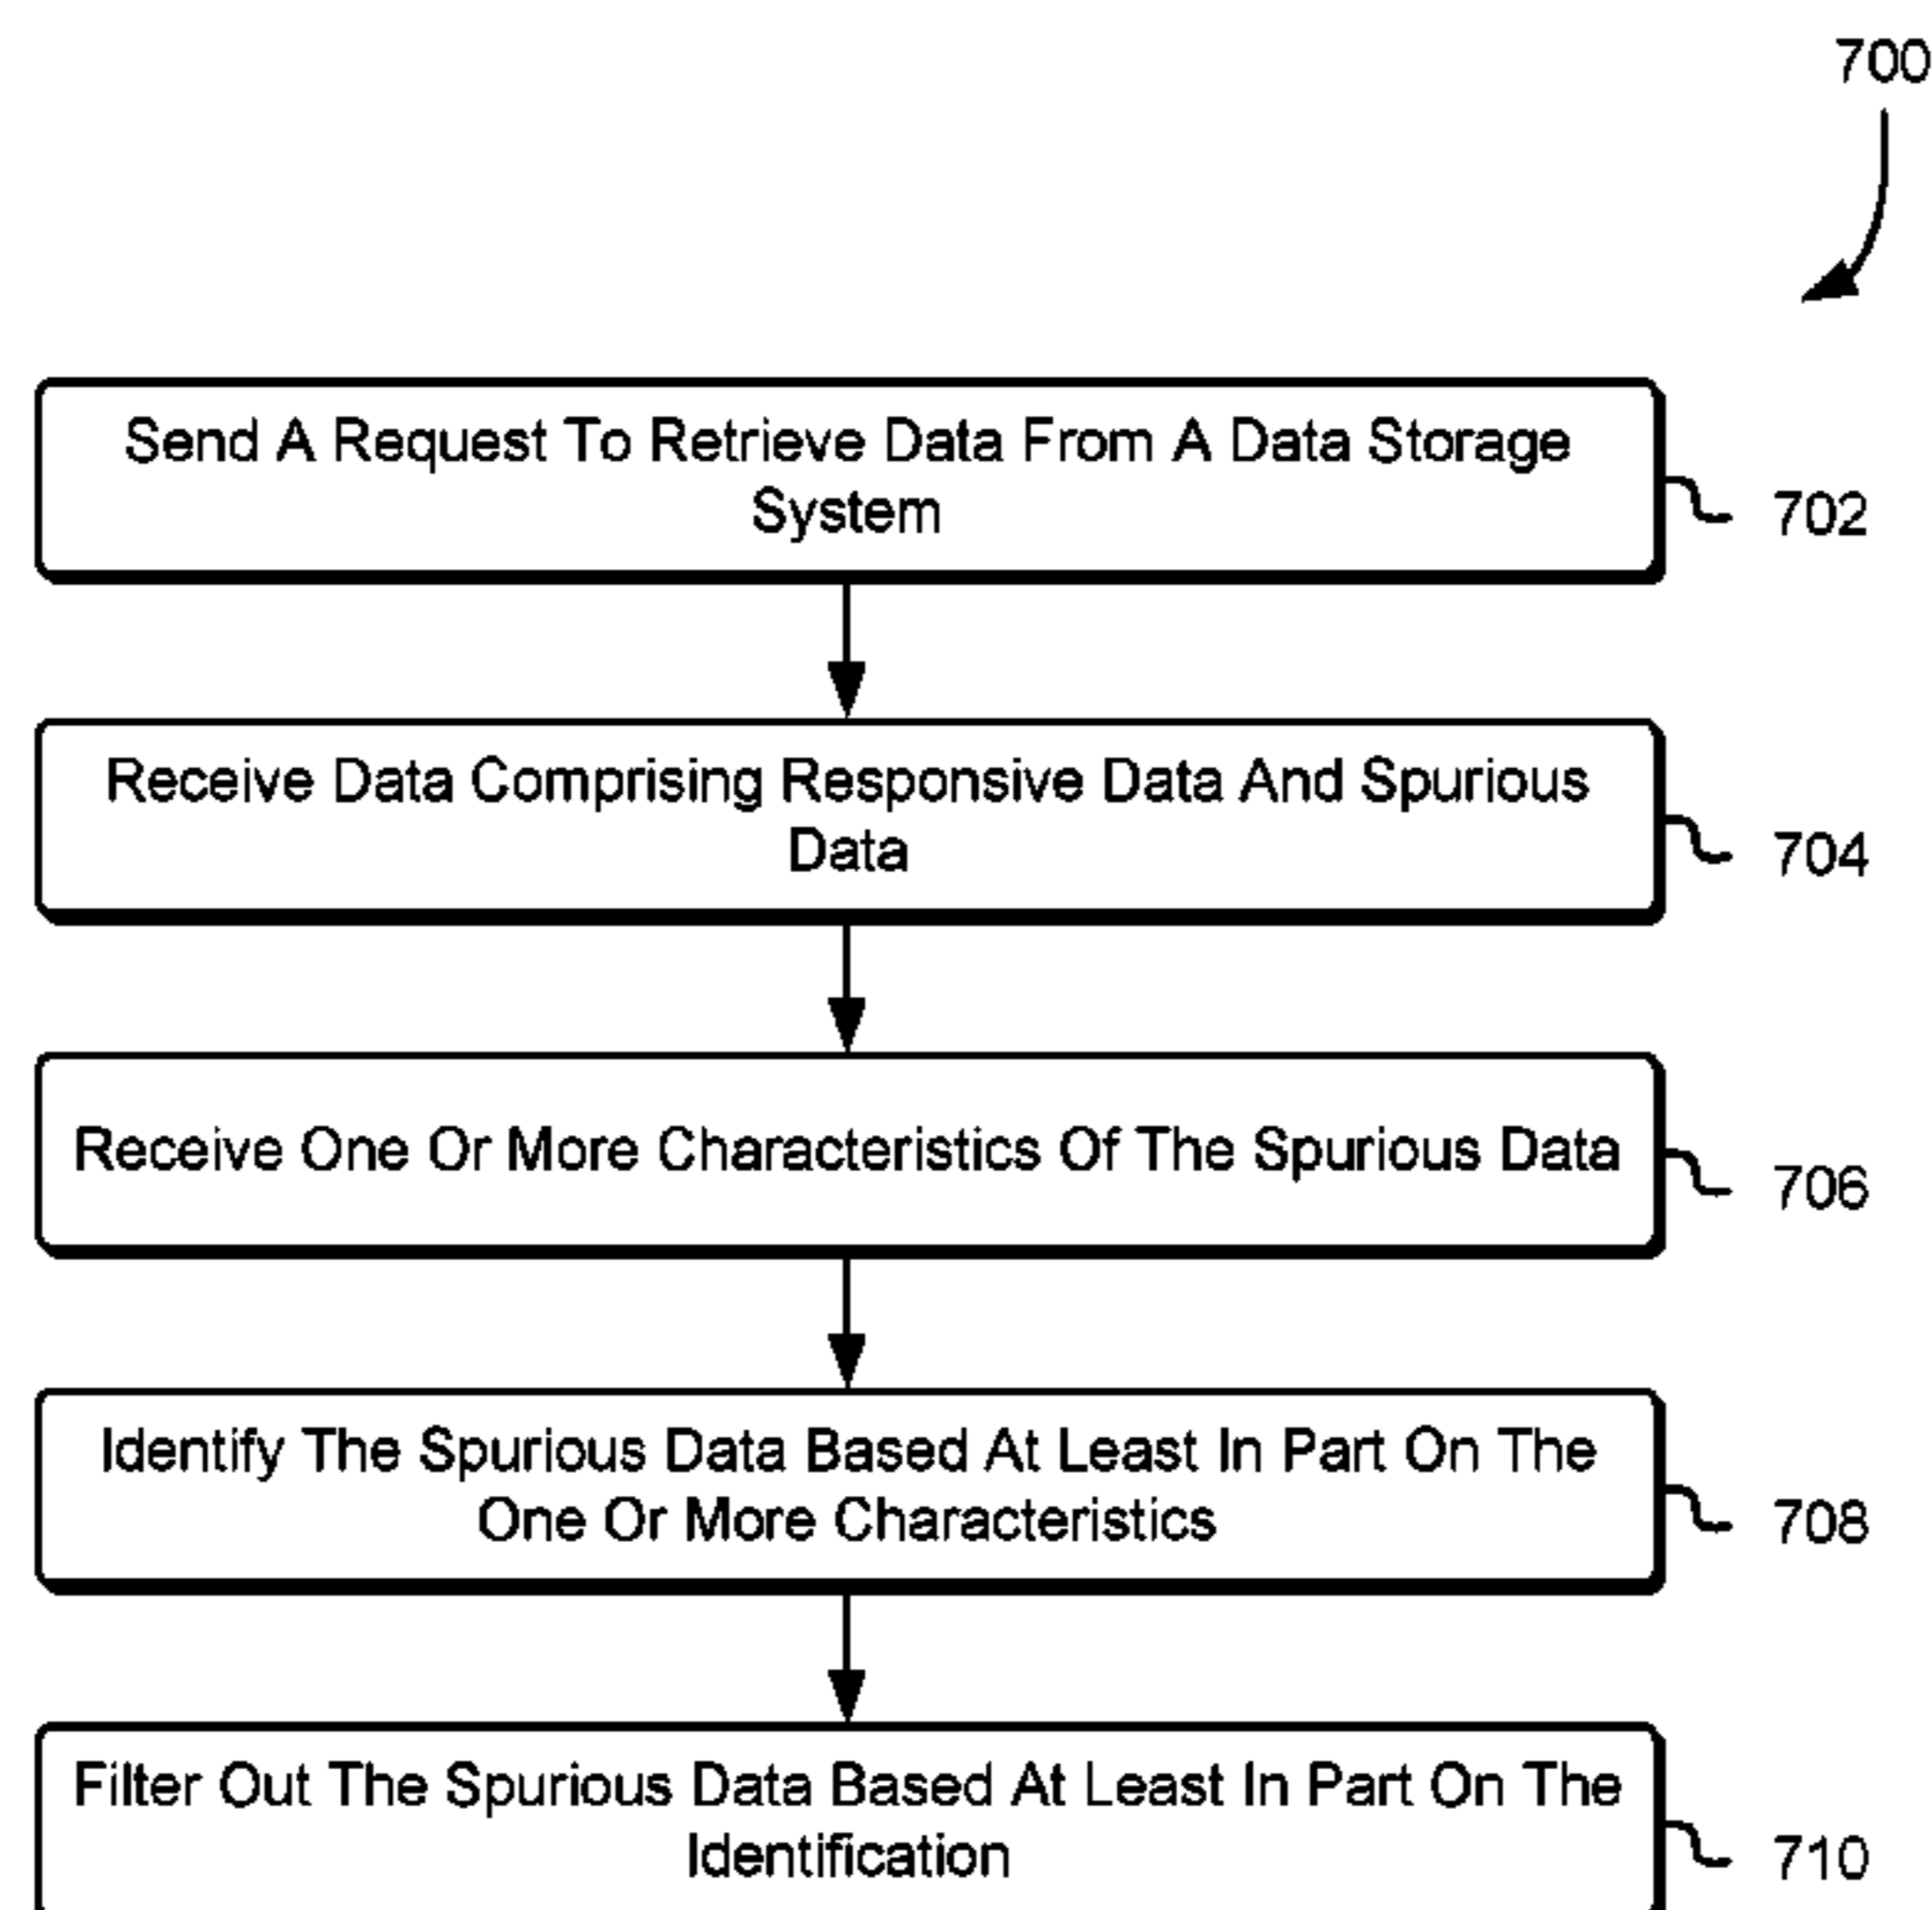 700
Send A Request To Retrieve Data From A Data Storage
System
702
Receive Data Comprising Responsive Data And Spurious
Data
704
Receive One Or More Characteristics Of The Spurious Data
706
Identify The Spurious Data Based At Least In Part On The
One Or More Characteristics
708
Filter Out The Spurious Data Based At Least In Part On The
Identification
710